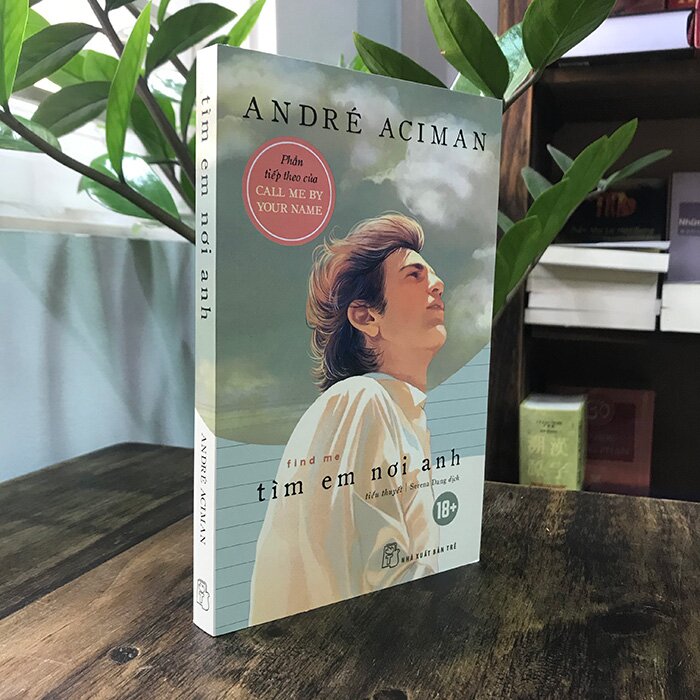 ANDRÉ ACIMAN
Phần
tiếp theo của
CALL ME BY
YOUR NAME
find me
tìm em nơi anh
tiểu thuyết | Serena Dang dịch
18+
NHÀ XUẤT BẢN TRẺ
tìm em nơi anh
ANDRÉ ACIMAN